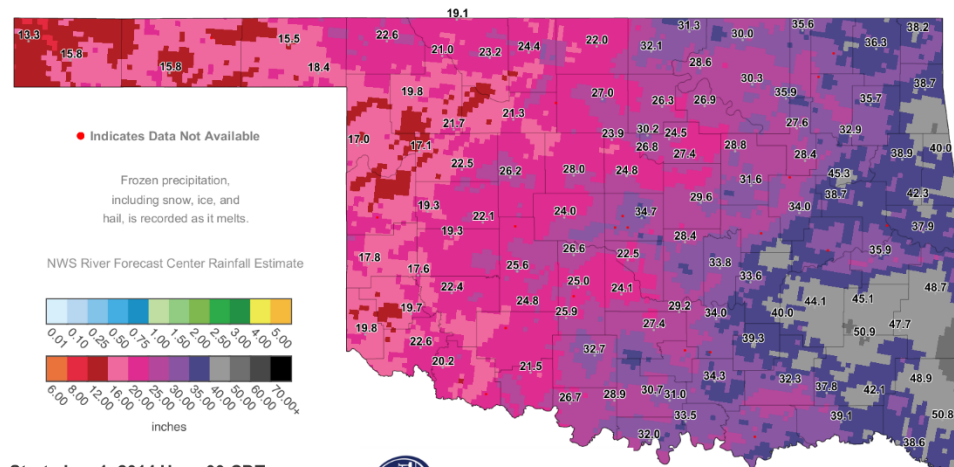 19.1
13.3 15.8 15.8 15.5 18.4 22.6 21.0 23.2 24.4 22.0 32.1 31.3 30.0 35.6 36.3 38.2
28.6 30.3 35.9 35.7 38.7
19.8 21.7 21.3 27.0 26.3 26.9
17.0 17.1 23.9 30.2 24.5 26.8 27.4 28.8 27.6 28.4 32.9 38.9 40.0
● Indicates Data Not Available
22.5 26.2 28.0 24.8 31.6 45.3 38.7 42.3
Frozen precipitation,
including snow, ice, and
hail, is recorded as it melts.
19.3 22.1 24.0 34.7 29.6 34.0 37.9
19.3 28.4
NWS River Forecast Center Rainfall Estimate
17.8 17.6 25.6 26.6 22.5 33.8 33.6 35.9
22.4 24.8 25.0 24.1 48.7
19.7 25.9 29.2 34.0 40.0 44.1 45.1 47.7
19.8 22.6 27.4 39.3 50.9
0.01 0.10 0.25 0.50 0.75 1.00 1.50 2.00 2.50 3.00 4.00 5.00
20.2 21.5 32.7 34.3 32.3 37.8 42.1 48.9
26.7 28.9 30.7 31.0 33.5 39.1 50.8
32.0 38.6
6.00 8.00 12.00 16.00 20.00 25.00 30.00 35.00 40.00 50.00 60.00 70.00+
inches